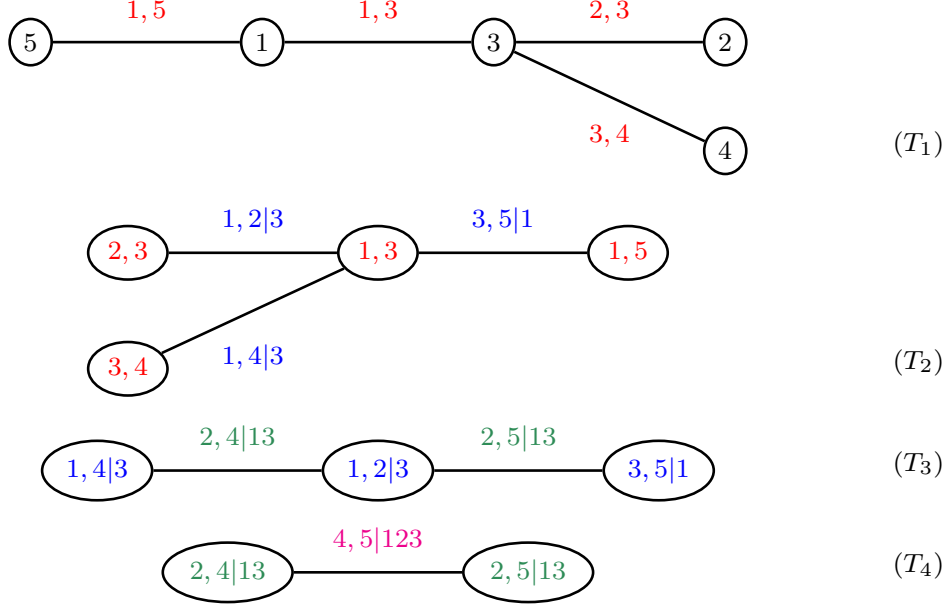 1, 5 1, 3 2, 3
5 1 3 2
3, 4
4 (T₁)
1, 2|3 3, 5|1
2, 3 1, 3 1, 5
3, 4 1, 4|3 (T₂)
2, 4|13 2, 5|13
1, 4|3 1, 2|3 3, 5|1 (T₃)
4, 5|123
2, 4|13 2, 5|13 (T₄)